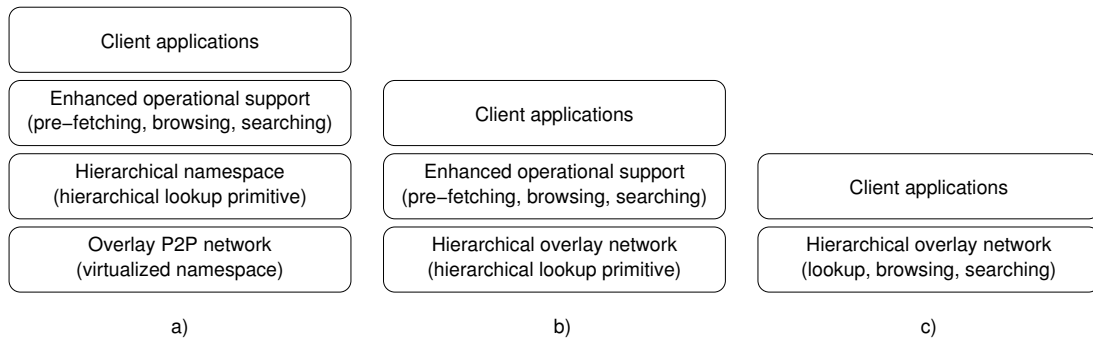 Client applications
Enhanced operational support
(pre−fetching, browsing, searching)
Hierarchical namespace
(hierarchical lookup primitive)
Overlay P2P network
(virtualized namespace)
a)
Client applications
Enhanced operational support
(pre−fetching, browsing, searching)
Hierarchical overlay network
(hierarchical lookup primitive)
b)
Client applications
Hierarchical overlay network
(lookup, browsing, searching)
c)